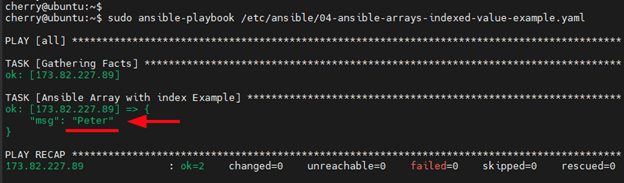 cherry@ubuntu:~$
cherry@ubuntu:~$ sudo ansible-playbook /etc/ansible/04-ansible-arrays-indexed-value-example.yaml
PLAY [all] *********************************************************************************
TASK [Gathering Facts] *********************************************************************
ok: [173.82.227.89]
TASK [Ansible Array with index Example] ****************************************************
ok: [173.82.227.89] => {
    "msg": "Peter"
}
PLAY RECAP *********************************************************************************
173.82.227.89              : ok=2    changed=0    unreachable=0    failed=0    skipped=0    rescued=0